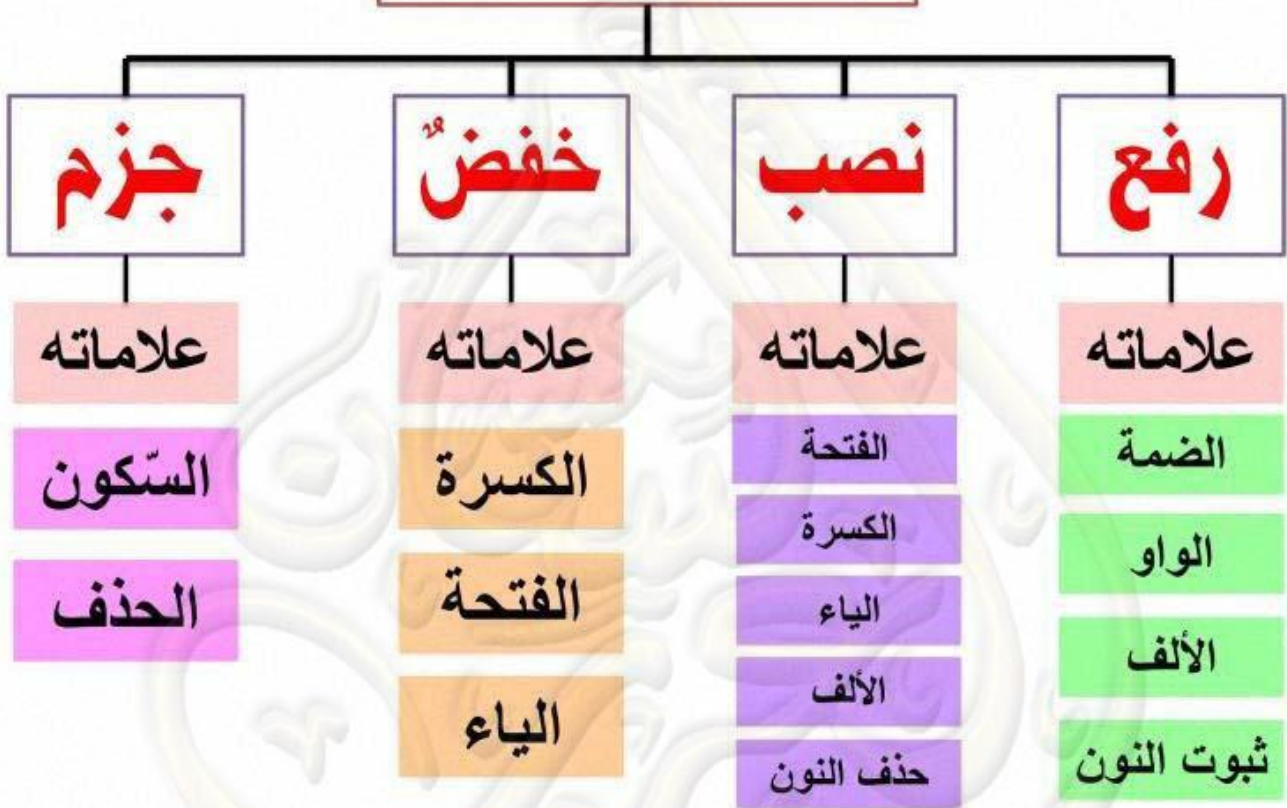 رفع
نصب
خفضٌ
جزم
علاماته
علاماته
علاماته
علاماته
الضمة
الواو
الألف
ثبوت النون
الفتحة
الكسرة
الياء
الألف
حذف النون
الكسرة
الفتحة
الياء
السّكون
الحذف